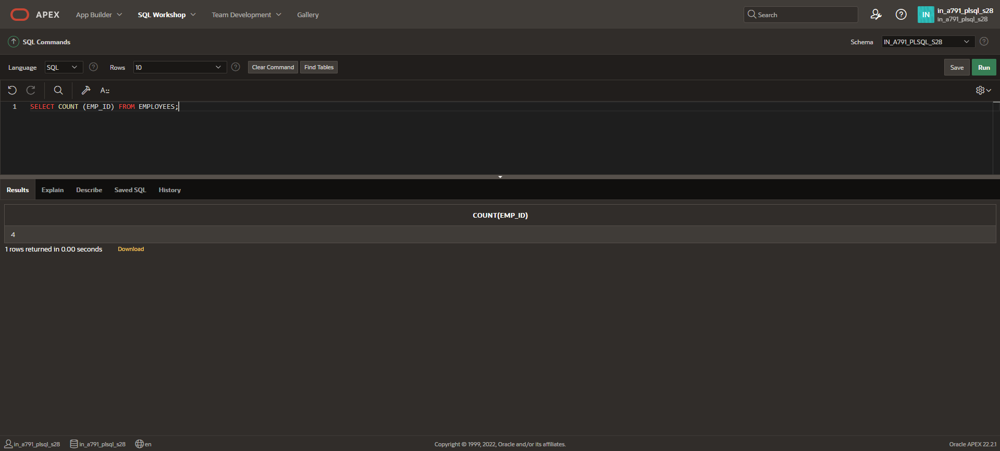 APEX App Builder SQL Workshop Team Development Gallery Search IN in_a791_plsql_s28
in_a791_plsql_s28
SQL Commands Schema IN_A791_PLSQL_S28
Language SQL Rows 10 Clear Command Find Tables Save Run
A::
1 SELECT COUNT (EMP_ID) FROM EMPLOYEES;
Results Explain Describe Saved SQL History
COUNT(EMP_ID)
4
1 rows returned in 0.00 seconds Download
in_a791_plsql_s28 in_a791_plsql_s28 en Copyright © 1999, 2022, Oracle and/or its affiliates. Oracle APEX 22.2.1